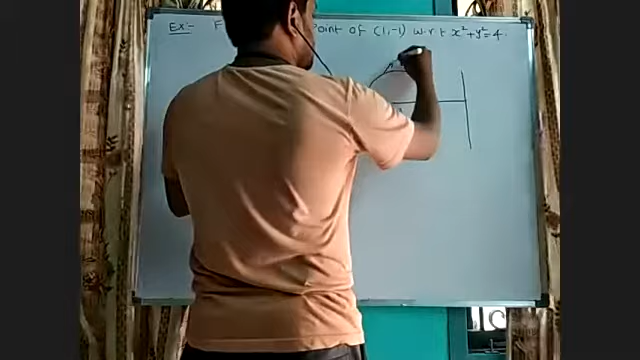 Ex:- Point of (1,-1) w.r.t x²+y²=4.